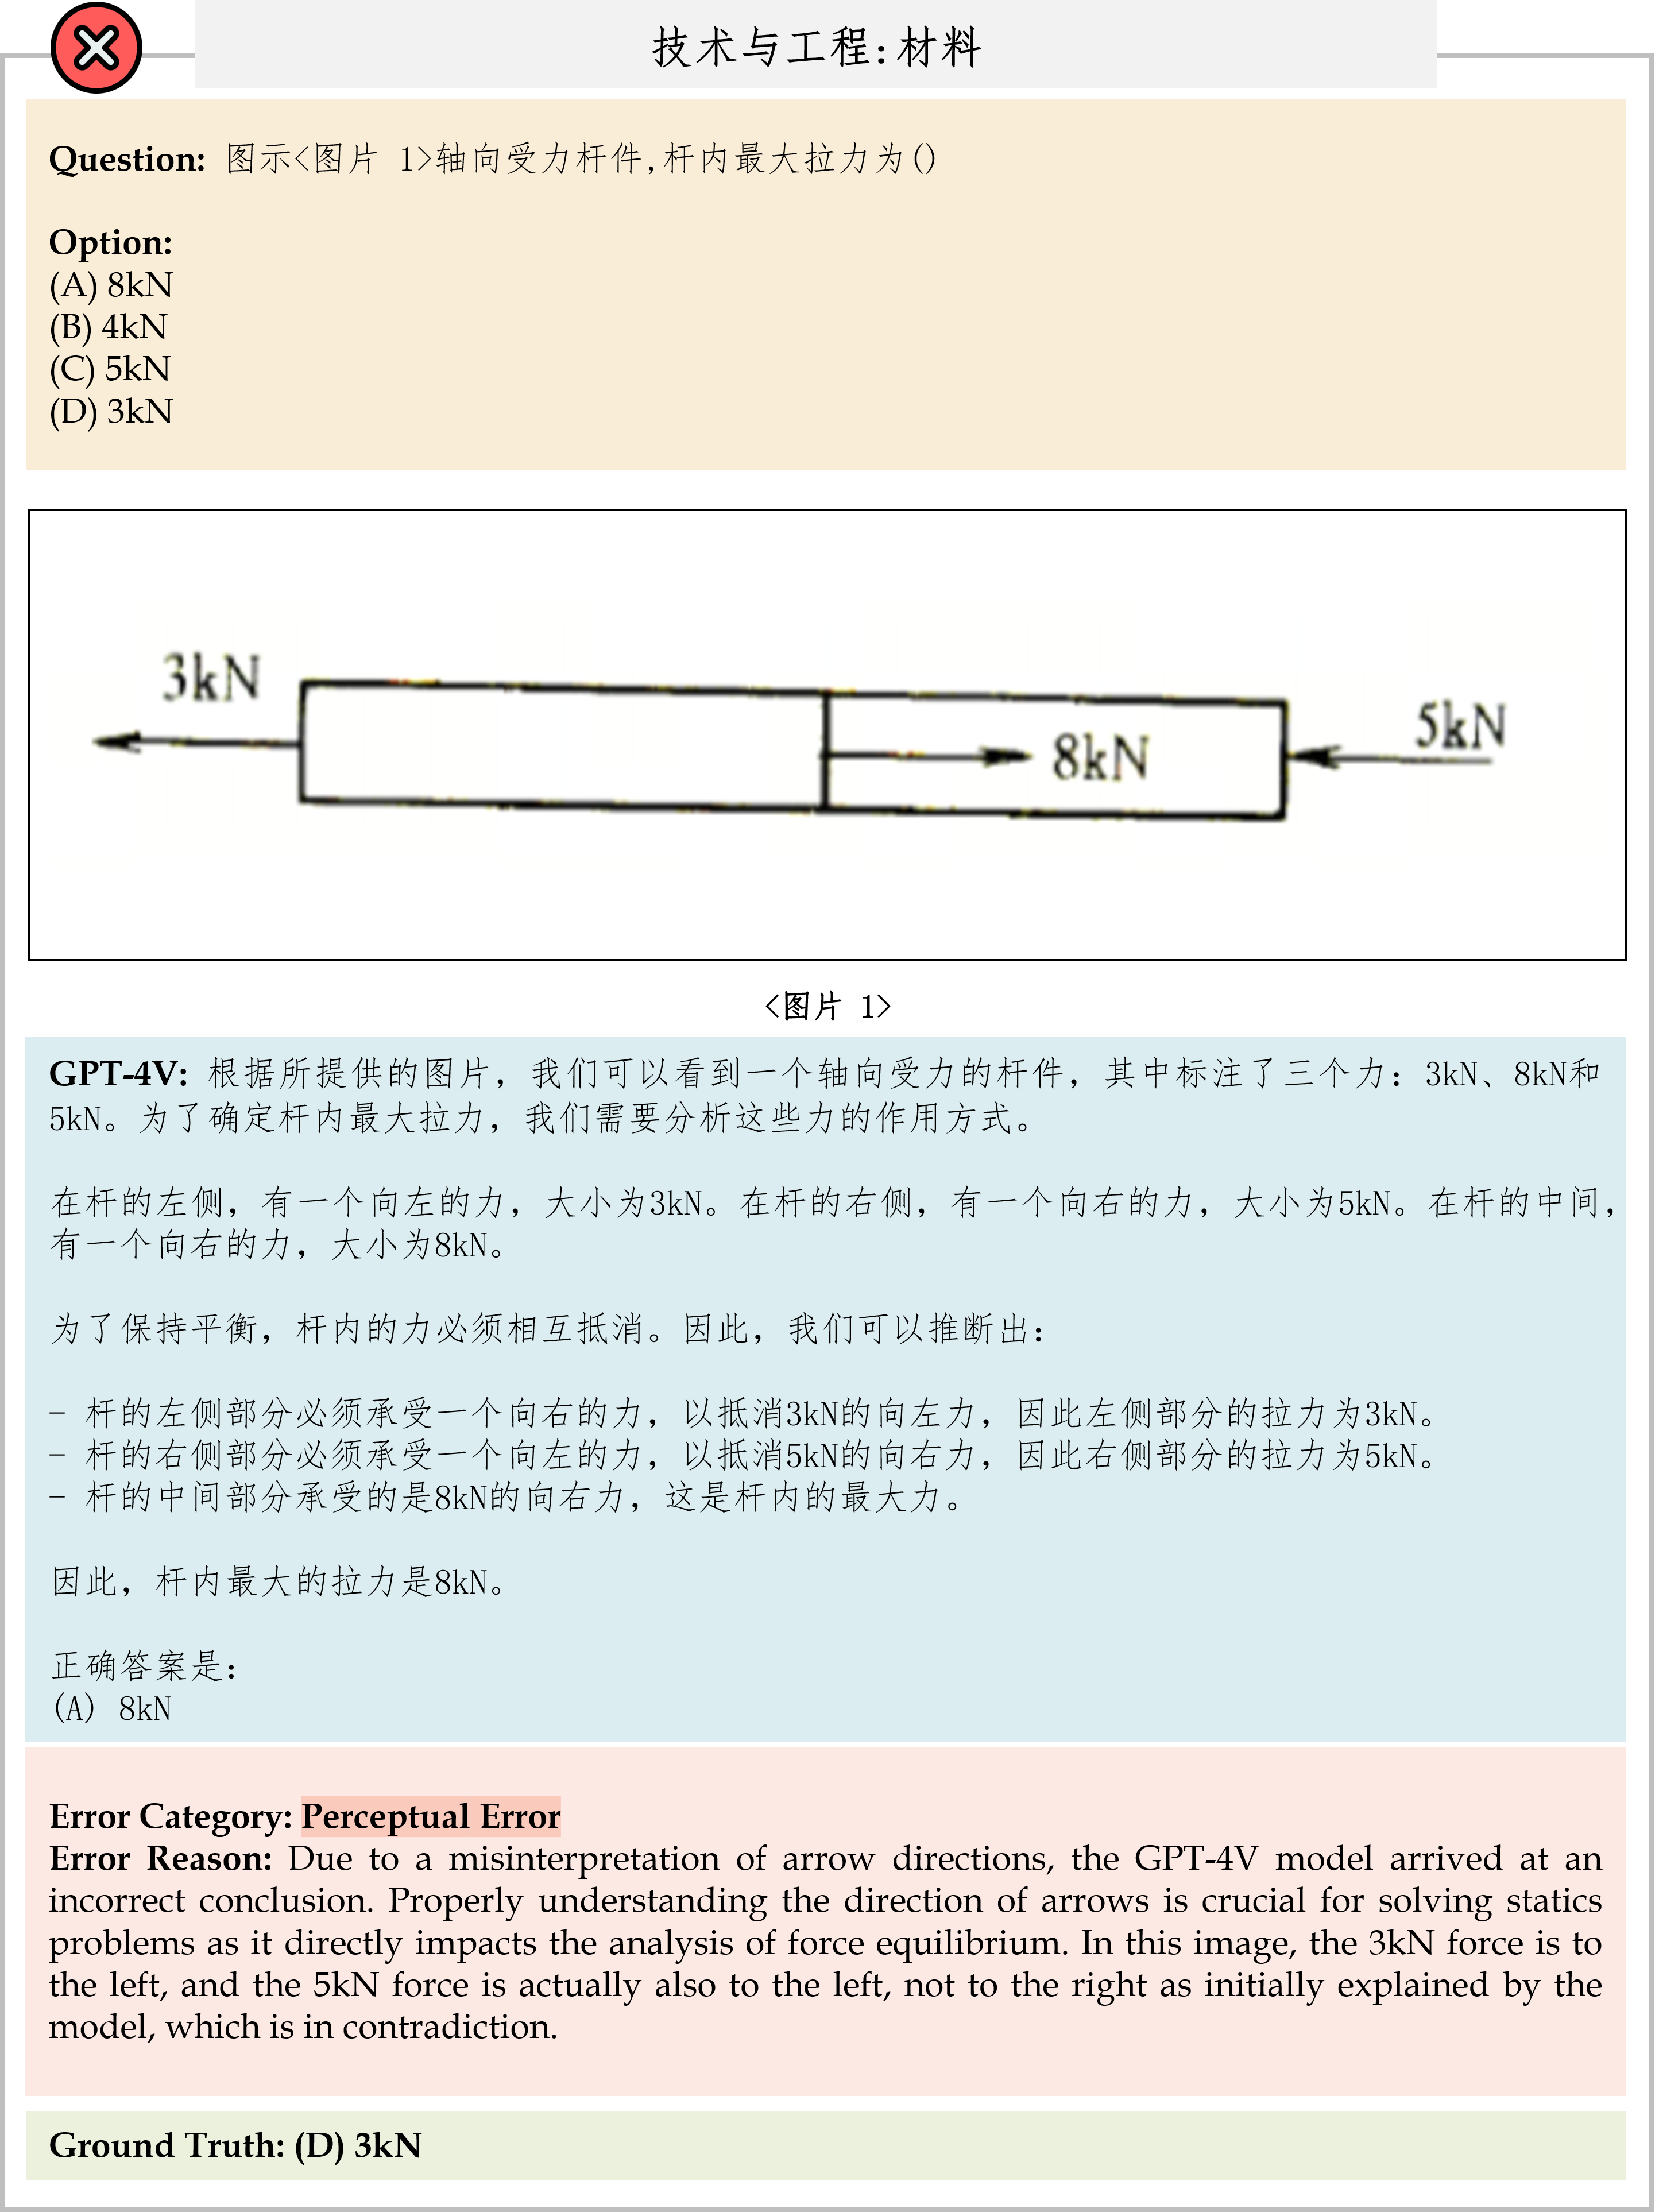 技术与工程:材料
Question: 图示<图片 1>轴向受力杆件,杆内最大拉力为()
Option:
(A) 8kN
(B) 4kN
(C) 5kN
(D) 3kN
3kN
8kN
5kN
<图片 1>
GPT-4V: 根据所提供的图片，我们可以看到一个轴向受力的杆件，其中标注了三个力：3kN、8kN和
5kN。为了确定杆内最大拉力，我们需要分析这些力的作用方式。
在杆的左侧，有一个向左的力，大小为3kN。在杆的右侧，有一个向右的力，大小为5kN。在杆的中间，
有一个向右的力，大小为8kN。
为了保持平衡，杆内的力必须相互抵消。因此，我们可以推断出：
- 杆的左侧部分必须承受一个向右的力，以抵消3kN的向左力，因此左侧部分的拉力为3kN。
- 杆的右侧部分必须承受一个向左的力，以抵消5kN的向右力，因此右侧部分的拉力为5kN。
- 杆的中间部分承受的是8kN的向右力，这是杆内的最大力。
因此，杆内最大的拉力是8kN。
正确答案是：
(A) 8kN
Error Category: Perceptual Error
Error Reason: Due to a misinterpretation of arrow directions, the GPT-4V model arrived at an
incorrect conclusion. Properly understanding the direction of arrows is crucial for solving statics
problems as it directly impacts the analysis of force equilibrium. In this image, the 3kN force is to
the left, and the 5kN force is actually also to the left, not to the right as initially explained by the
model, which is in contradiction.
Ground Truth: (D) 3kN